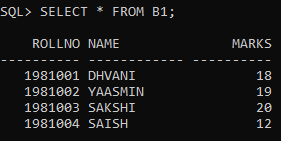 SQL> SELECT * FROM B1;
ROLLNO NAME MARKS
---------- ------------ ----------
1981001 DHVANI 18
1981002 YAASMIN 19
1981003 SAKSHI 20
1981004 SAISH 12